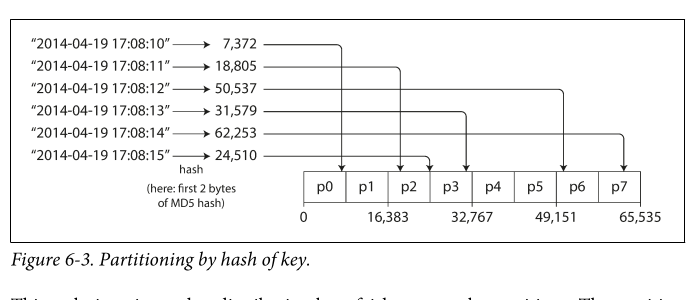 “2014-04-19 17:08:10” 7,372
“2014-04-19 17:08:11” 18,805
“2014-04-19 17:08:12” 50,537
“2014-04-19 17:08:13” 31,579
“2014-04-19 17:08:14” 62,253
“2014-04-19 17:08:15” 24,510
hash
(here: first 2 bytes
of MD5 hash)
p0 p1 p2 p3 p4 p5 p6 p7
0 16,383 32,767 49,151 65,535
Figure 6-3. Partitioning by hash of key.